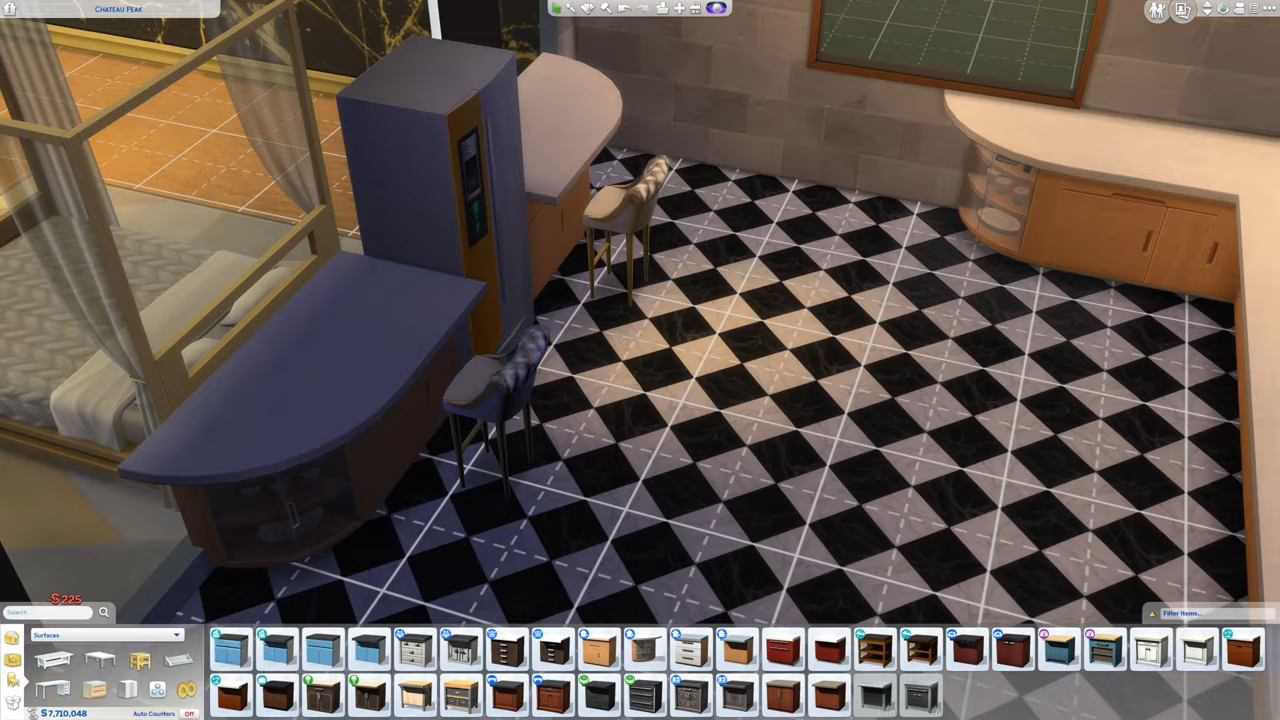 CHATEAU PEAK
-$225
Search...
Filter Items...
Surfaces
$7,710,048
Auto Counters
Off